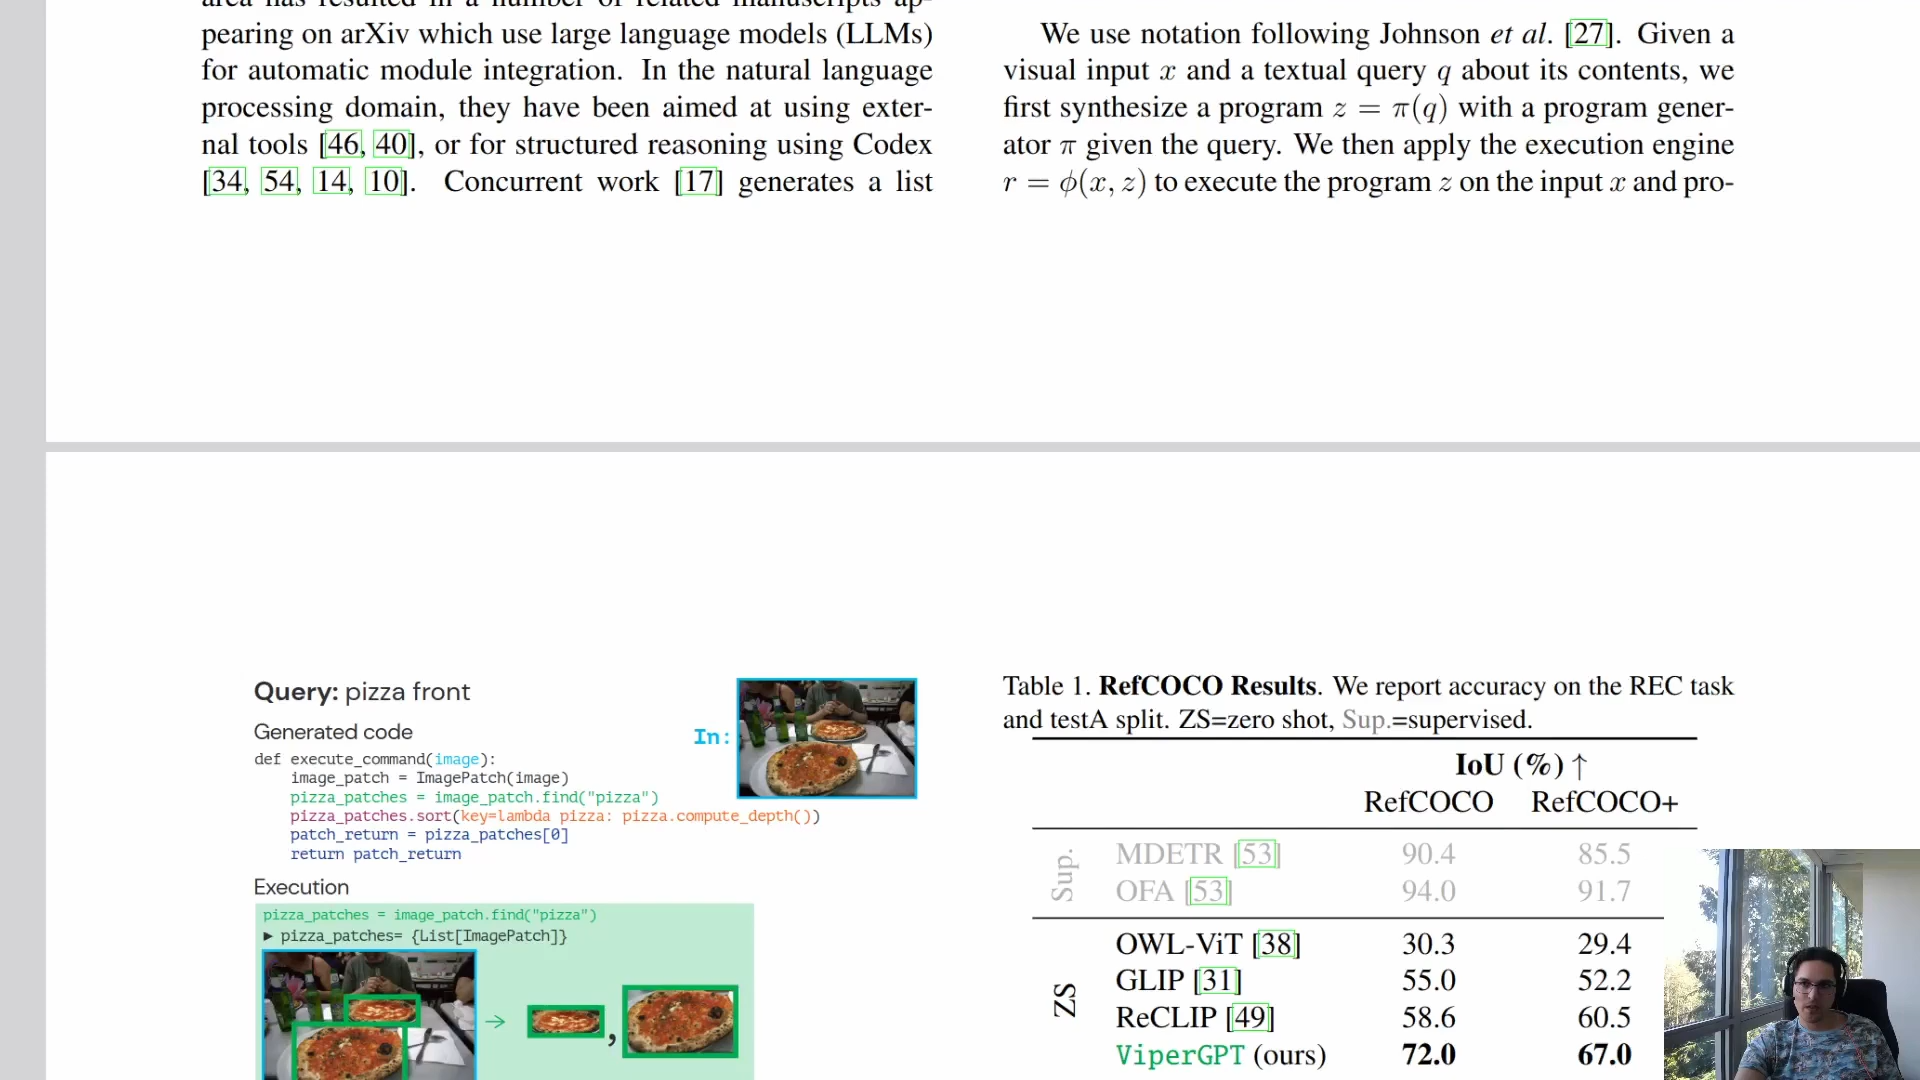 area has resulted in a number of related manuscripts ap-
pearing on arXiv which use large language models (LLMs)
for automatic module integration. In the natural language
processing domain, they have been aimed at using exter-
nal tools [46, 40], or for structured reasoning using Codex
[34, 54, 14, 10]. Concurrent work [17] generates a list
We use notation following Johnson et al. [27]. Given a
visual input x and a textual query q about its contents, we
first synthesize a program z = π(q) with a program gener-
ator π given the query. We then apply the execution engine
r = ϕ(x, z) to execute the program z on the input x and pro-
Query: pizza front
Generated code
In:
def execute_command(image):
image_patch = ImagePatch(image)
pizza_patches = image_patch.find("pizza")
pizza_patches.sort(key=lambda pizza: pizza.compute_depth())
patch_return = pizza_patches[0]
return patch_return
Execution
pizza_patches = image_patch.find("pizza")
▶ pizza_patches= {List[ImagePatch]}
→ ,
Table 1. RefCOCO Results. We report accuracy on the REC task
and testA split. ZS=zero shot, Sup.=supervised.
IoU (%) ↑
RefCOCO RefCOCO+
Sup.
MDETR [53] 90.4 85.5
OFA [53] 94.0 91.7
ZS
OWL-ViT [38] 30.3 29.4
GLIP [31] 55.0 52.2
ReCLIP [49] 58.6 60.5
ViperGPT (ours) 72.0 67.0